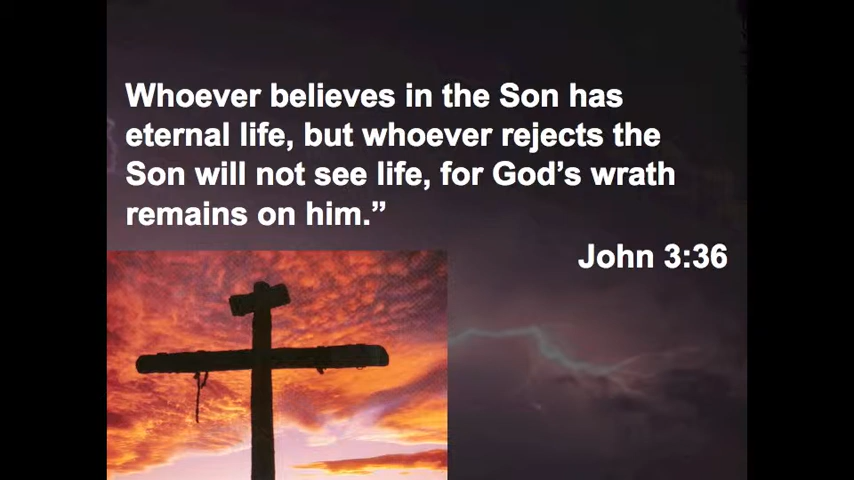 Whoever believes in the Son has
eternal life, but whoever rejects the
Son will not see life, for God’s wrath
remains on him.”
John 3:36